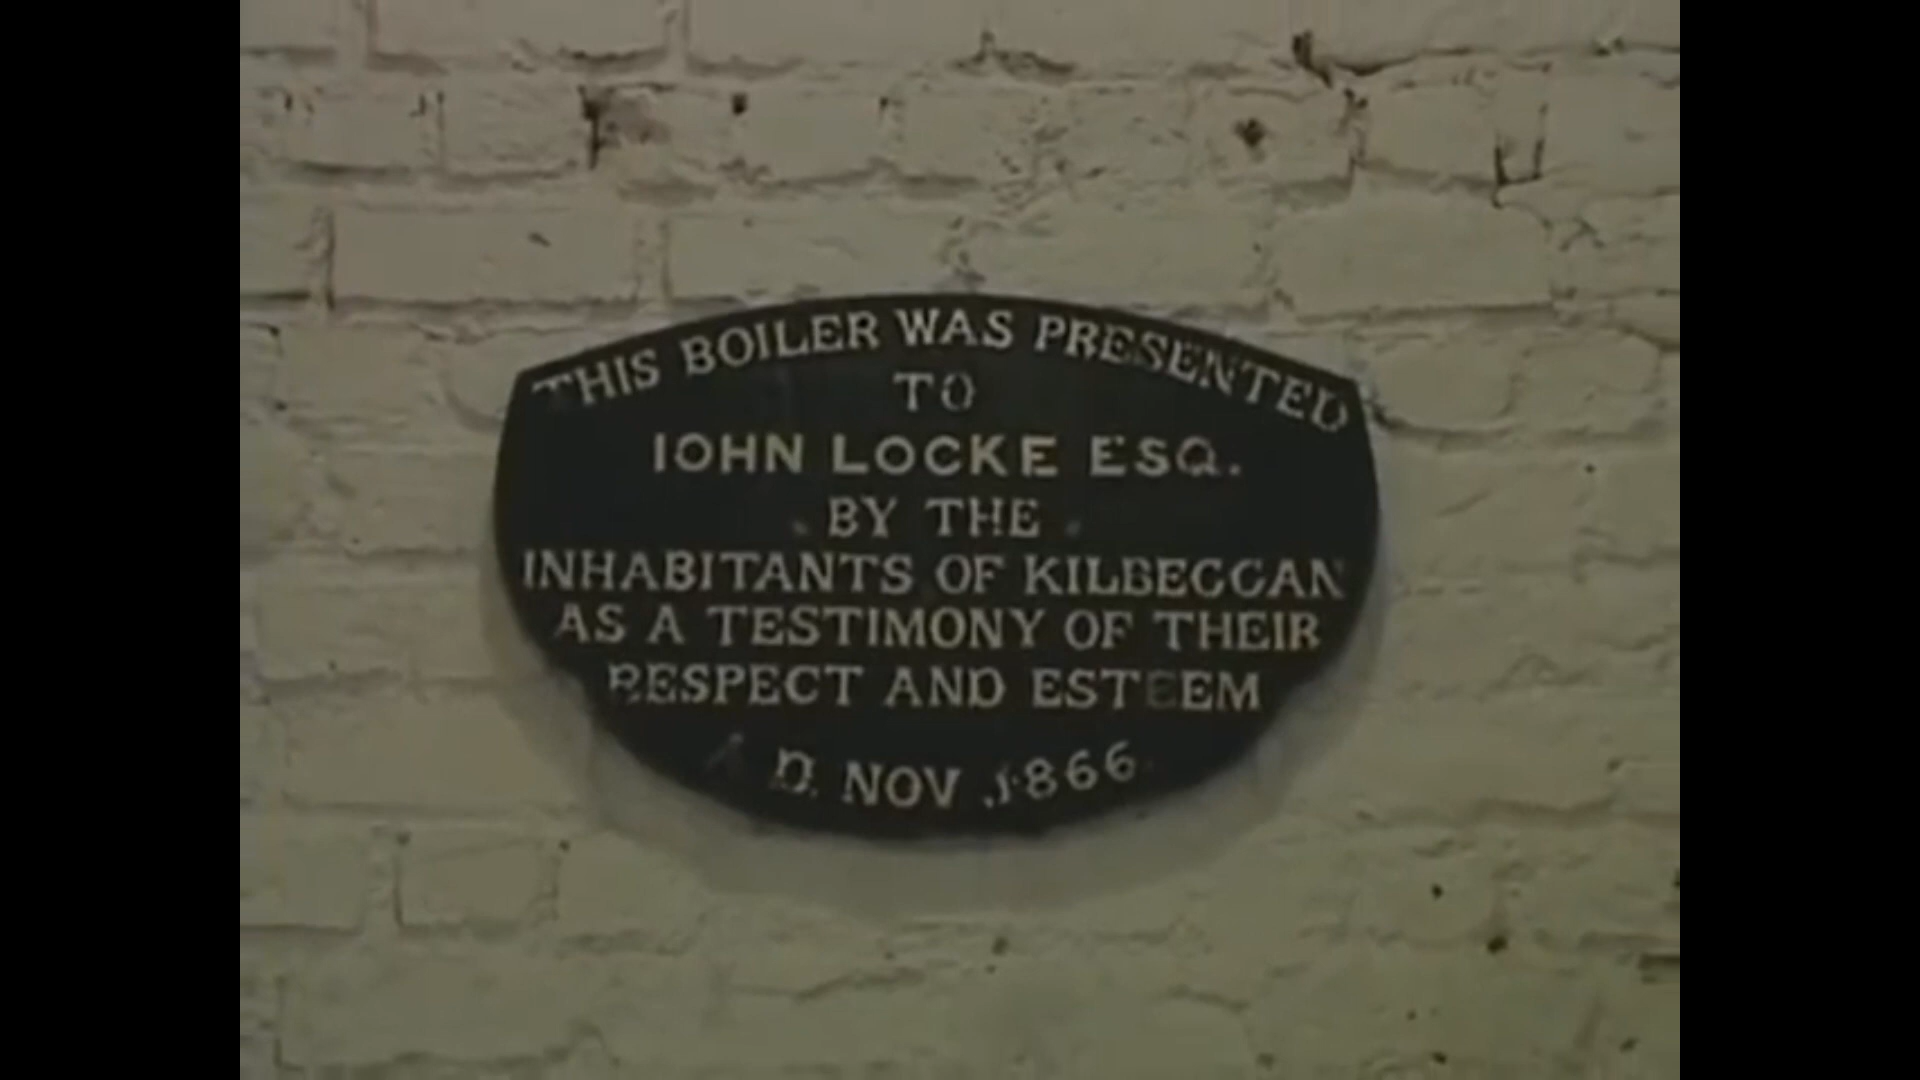 THIS BOILER WAS PRESENTED
TO
IOHN LOCKE ESQ.
BY THE
INHABITANTS OF KILBEGGAN
AS A TESTIMONY OF THEIR
RESPECT AND ESTEEM
A D. NOV 1866